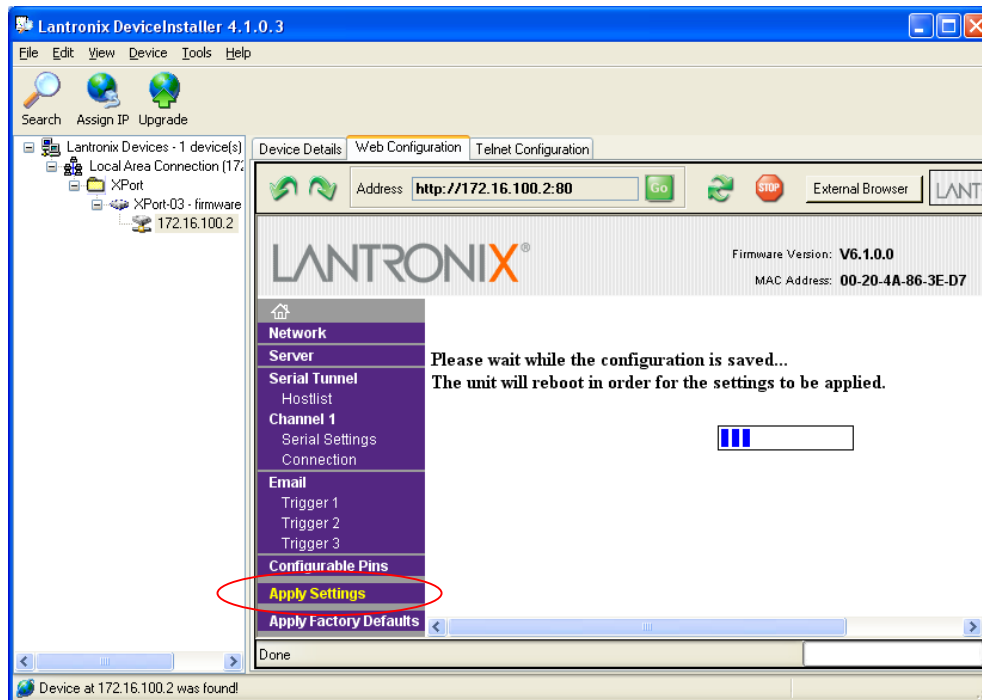 Lantronix DeviceInstaller 4.1.0.3
File Edit View Device Tools Help
Search Assign IP Upgrade
Lantronix Devices - 1 device(s)
Local Area Connection (172
XPort
XPort-03 - firmware
172.16.100.2
Device Details Web Configuration Telnet Configuration
Address http://172.16.100.2:80 Go STOP External Browser LANT
LANTRONIX®
Firmware Version: V6.1.0.0
MAC Address: 00-20-4A-86-3E-D7
Network
Server
Serial Tunnel
Hostlist
Channel 1
Serial Settings
Connection
Email
Trigger 1
Trigger 2
Trigger 3
Configurable Pins
Apply Settings
Apply Factory Defaults
Please wait while the configuration is saved...
The unit will reboot in order for the settings to be applied.
Done
Device at 172.16.100.2 was found!